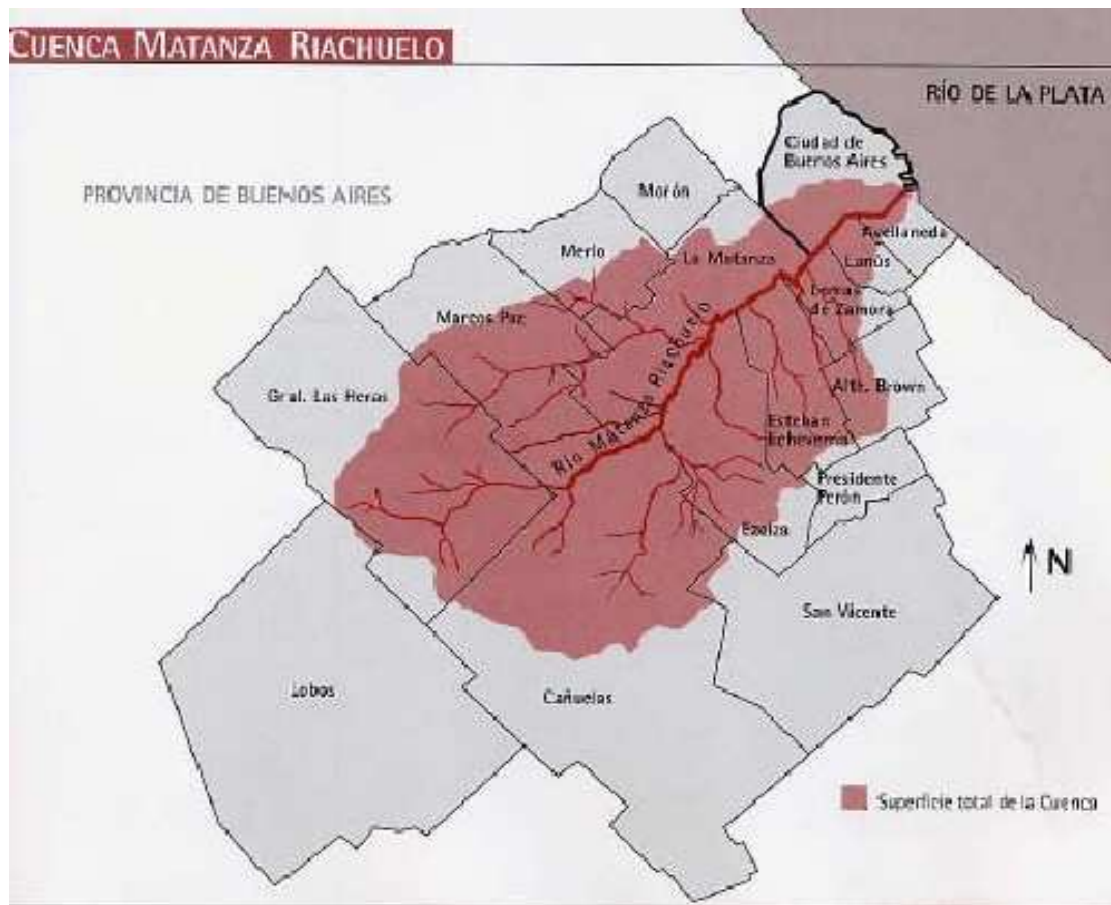 CUENCA MATANZA RIACHUELO
RÍO DE LA PLATA
PROVINCIA DE BUENOS AIRES
Ciudad de
Buenos Aires
Morón
Avellaneda
Merlo
La Matanza
Lanús
Lomas
de Zamora
Marcos Paz
Gral. Las Heras
Alte. Brown
Río Matanza Riachuelo
Esteban
Echeverría
Presidente
Perón
Ezeiza
N
San Vicente
Lobos
Cañuelas
Superficie total de la Cuenca